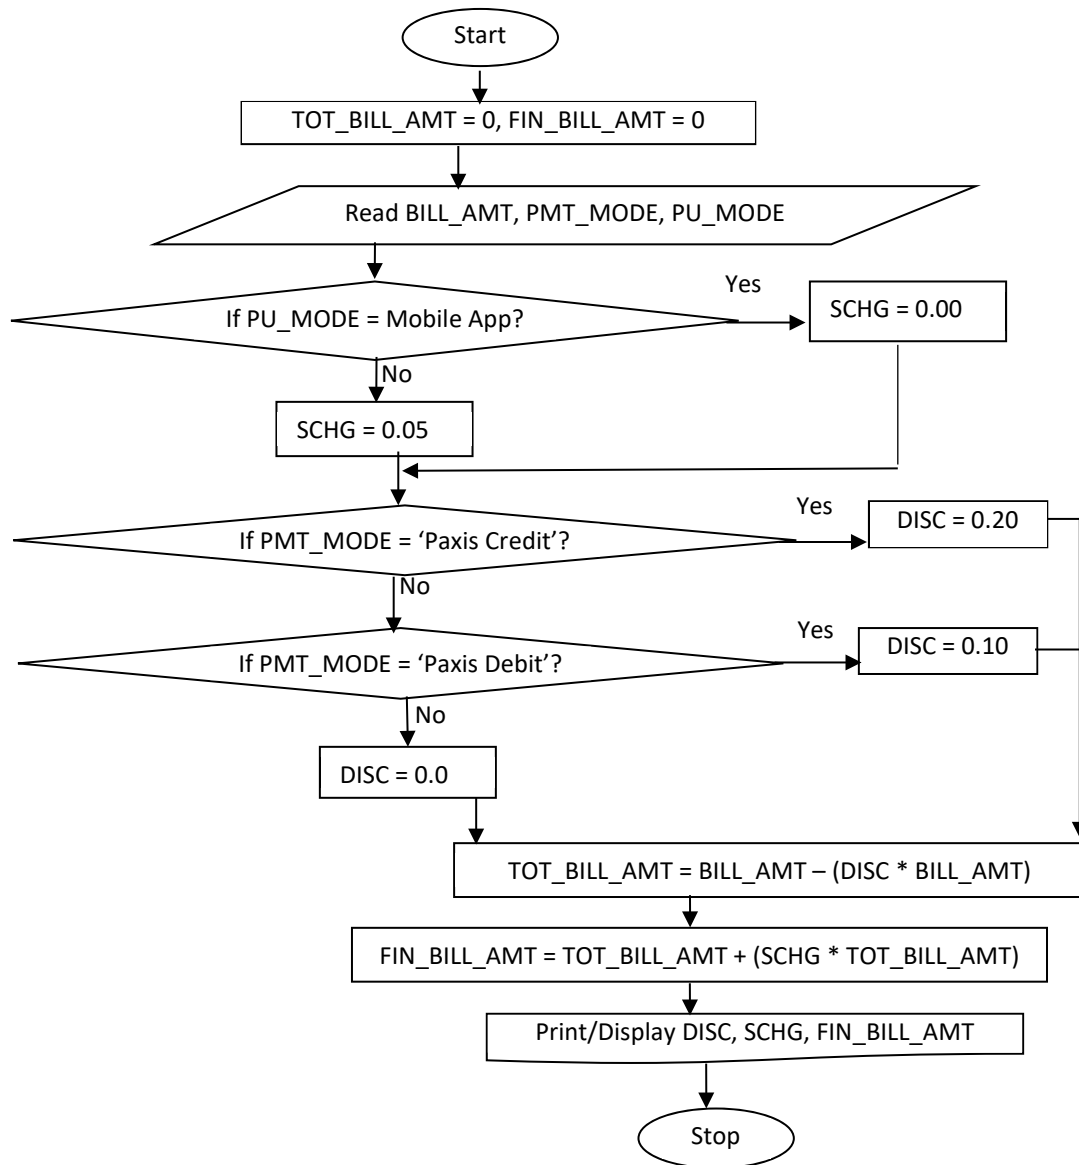 Start
TOT_BILL_AMT = 0, FIN_BILL_AMT = 0
Read BILL_AMT, PMT_MODE, PU_MODE
If PU_MODE = Mobile App?
Yes
SCHG = 0.00
No
SCHG = 0.05
If PMT_MODE = ‘Paxis Credit’?
Yes
DISC = 0.20
No
If PMT_MODE = ‘Paxis Debit’?
Yes
DISC = 0.10
No
DISC = 0.0
TOT_BILL_AMT = BILL_AMT – (DISC * BILL_AMT)
FIN_BILL_AMT = TOT_BILL_AMT + (SCHG * TOT_BILL_AMT)
Print/Display DISC, SCHG, FIN_BILL_AMT
Stop